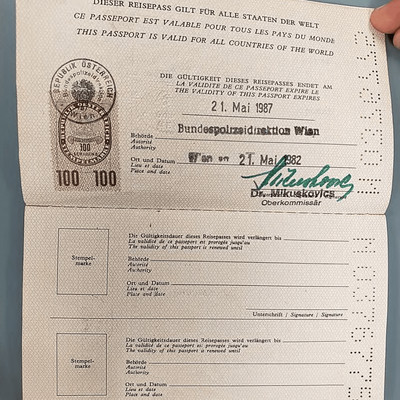 DIESER REISEPASS GILT FÜR ALLE STAATEN DER WELT
CE PASSEPORT EST VALABLE POUR TOUS LES PAYS DU MONDE
THIS PASSPORT IS VALID FOR ALL COUNTRIES OF THE WORLD
REPUBLIK ÖSTERREICH
Bundespolizeidirektion
Wien
100
100 100
DIE GÜLTIGKEIT DIESES REISEPASSES ENDET AM
LA VALIDITE DE CE PASSEPORT EXPIRE LE
THE VALIDITY OF THIS PASSPORT EXPIRES
21. Mai 1987
Behörde Bundespolizeidirektion Wien
Autorité
Authority
Ort und Datum Wien am 21. Mai 1982
Lieu et date
Place and date
Dr. Mikuskovics
Oberkommissär
Stempel-
marke
Die Gültigkeitsdauer dieses Reisepasses wird verlängert bis
La validité de ce passeport est prorogée jusqu'au
The validity of this passport is renewed until
Behörde
Autorité
Authority
Ort und Datum
Lieu et date
Place and date
Unterschrift / Signature / Signature
Stempel-
marke
Die Gültigkeitsdauer dieses Reisepasses wird verlängert bis
La validité de ce passeport est prorogée jusqu'au
The validity of this passport is renewed until
Behörde
Autorité
Authority
Ort und Datum
Lieu et date
Place and date